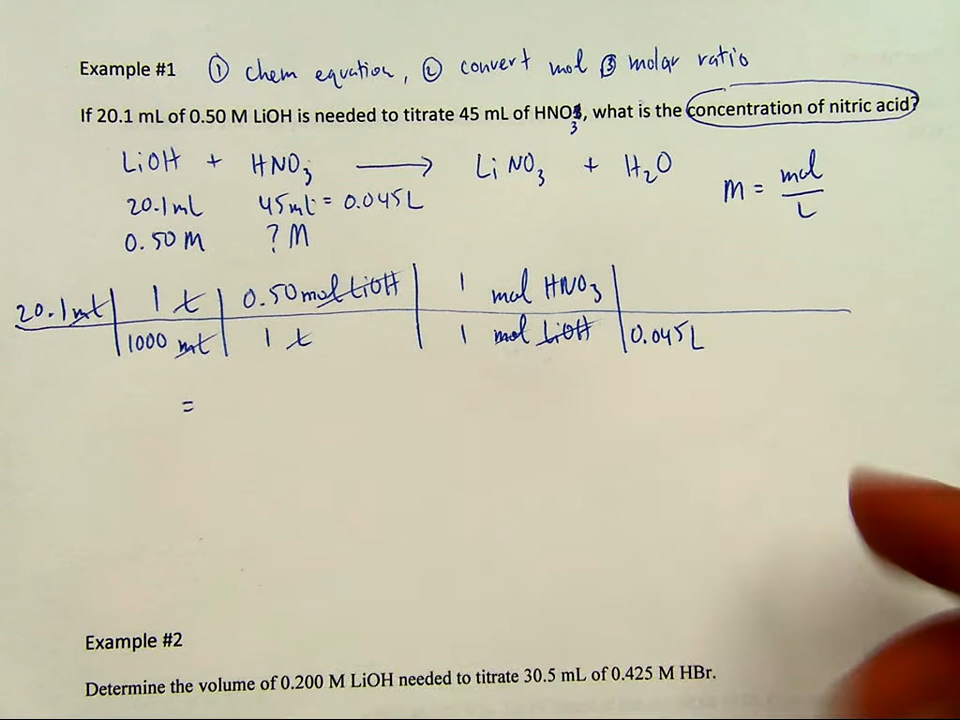 Example #1 ① chem equation, ② convert mol ③ molar ratio
If 20.1 mL of 0.50 M LiOH is needed to titrate 45 mL of HNO3, what is the concentration of nitric acid?
LiOH + HNO3 ⟶ LiNO3 + H2O
M = mol / L
20.1 mL 45 mL = 0.045 L
0.50 M ? M
20.1 mL | 1 L | 0.50 mol LiOH | 1 mol HNO3 |
| 1000 mL | 1 L | 1 mol LiOH | 0.045 L
=
Example #2
Determine the volume of 0.200 M LiOH needed to titrate 30.5 mL of 0.425 M HBr.